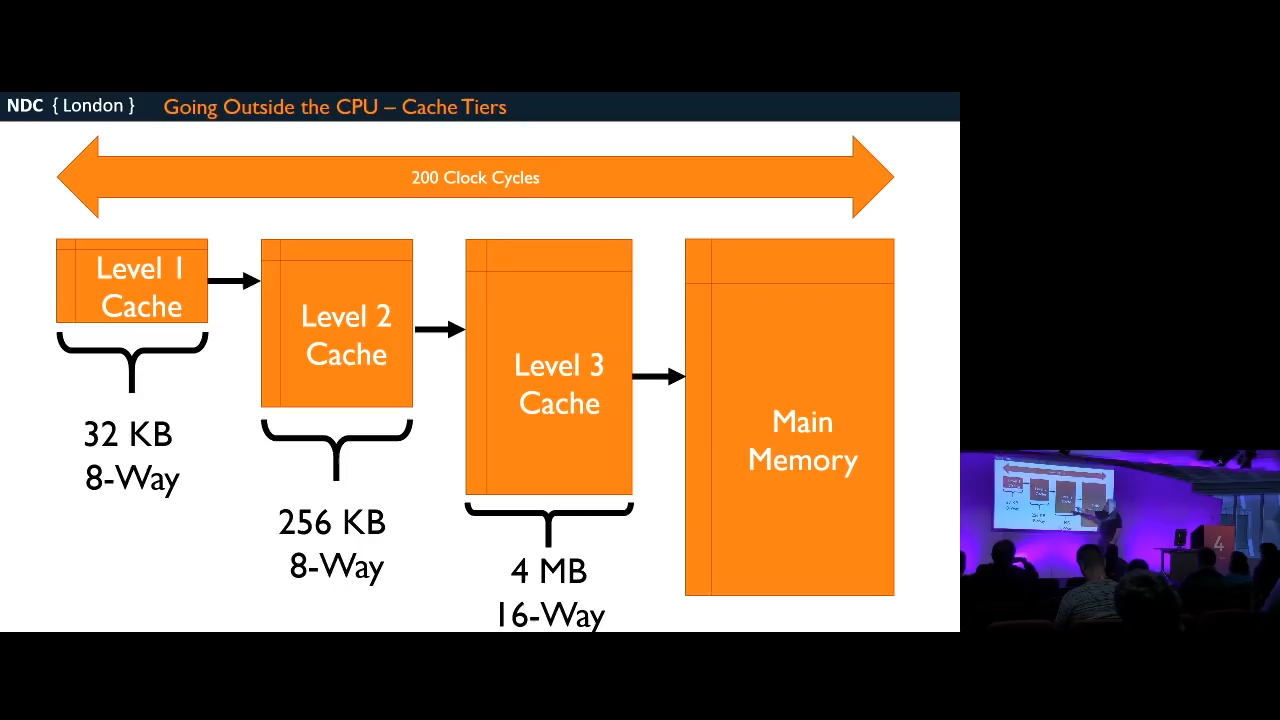 NDC { London }
Going Outside the CPU – Cache Tiers
200 Clock Cycles
Level 1
Cache
Level 2
Cache
Level 3
Cache
Main
Memory
32 KB
8-Way
256 KB
8-Way
4 MB
16-Way
4